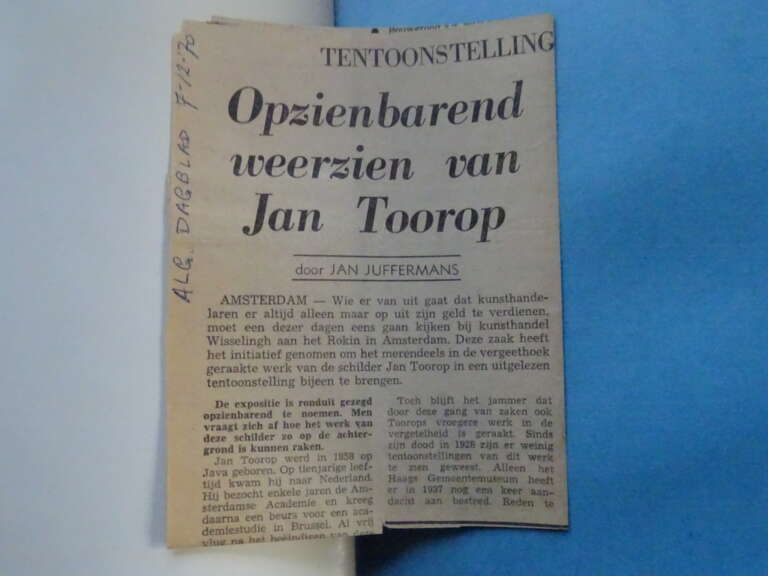 ALG. DAGBLAD 7-12-70
TENTOONSTELLING
Opzienbarend
weerzien van
Jan Toorop
door JAN JUFFERMANS
AMSTERDAM — Wie er van uit gaat dat kunsthande-
laren er altijd alleen maar op uit zijn geld te verdienen,
moet een dezer dagen eens gaan kijken bij kunsthandel
Wisselingh aan het Rokin in Amsterdam. Deze zaak heeft
het initiatief genomen om het merendeels in de vergeethoek
geraakte werk van de schilder Jan Toorop in een uitgelezen
tentoonstelling bijeen te brengen.
De expositie is ronduit gezegd
opzienbarend te noemen. Men
vraagt zich af hoe het werk van
deze schilder zo op de achter-
grond is kunnen raken.
Jan Toorop werd in 1858 op
Java geboren. Op tienjarige leef-
tijd kwam hij naar Nederland.
Hij bezocht enkele jaren de Am-
sterdamse Academie en kreeg
daarna een beurs voor een aca-
demiestudie in Brussel. Al vrij
vlug na het beëindigen van deze
Toch blijft het jammer dat
door deze gang van zaken ook
Toorops vroegere werk in de
vergetelheid is geraakt. Sinds
zijn dood in 1928 zijn er weinig
tentoonstellingen van dit werk
te zien geweest. Alleen het
Haags Gemeentemuseum heeft
er in 1937 nog een keer aan-
dacht aan besteed. Reden te